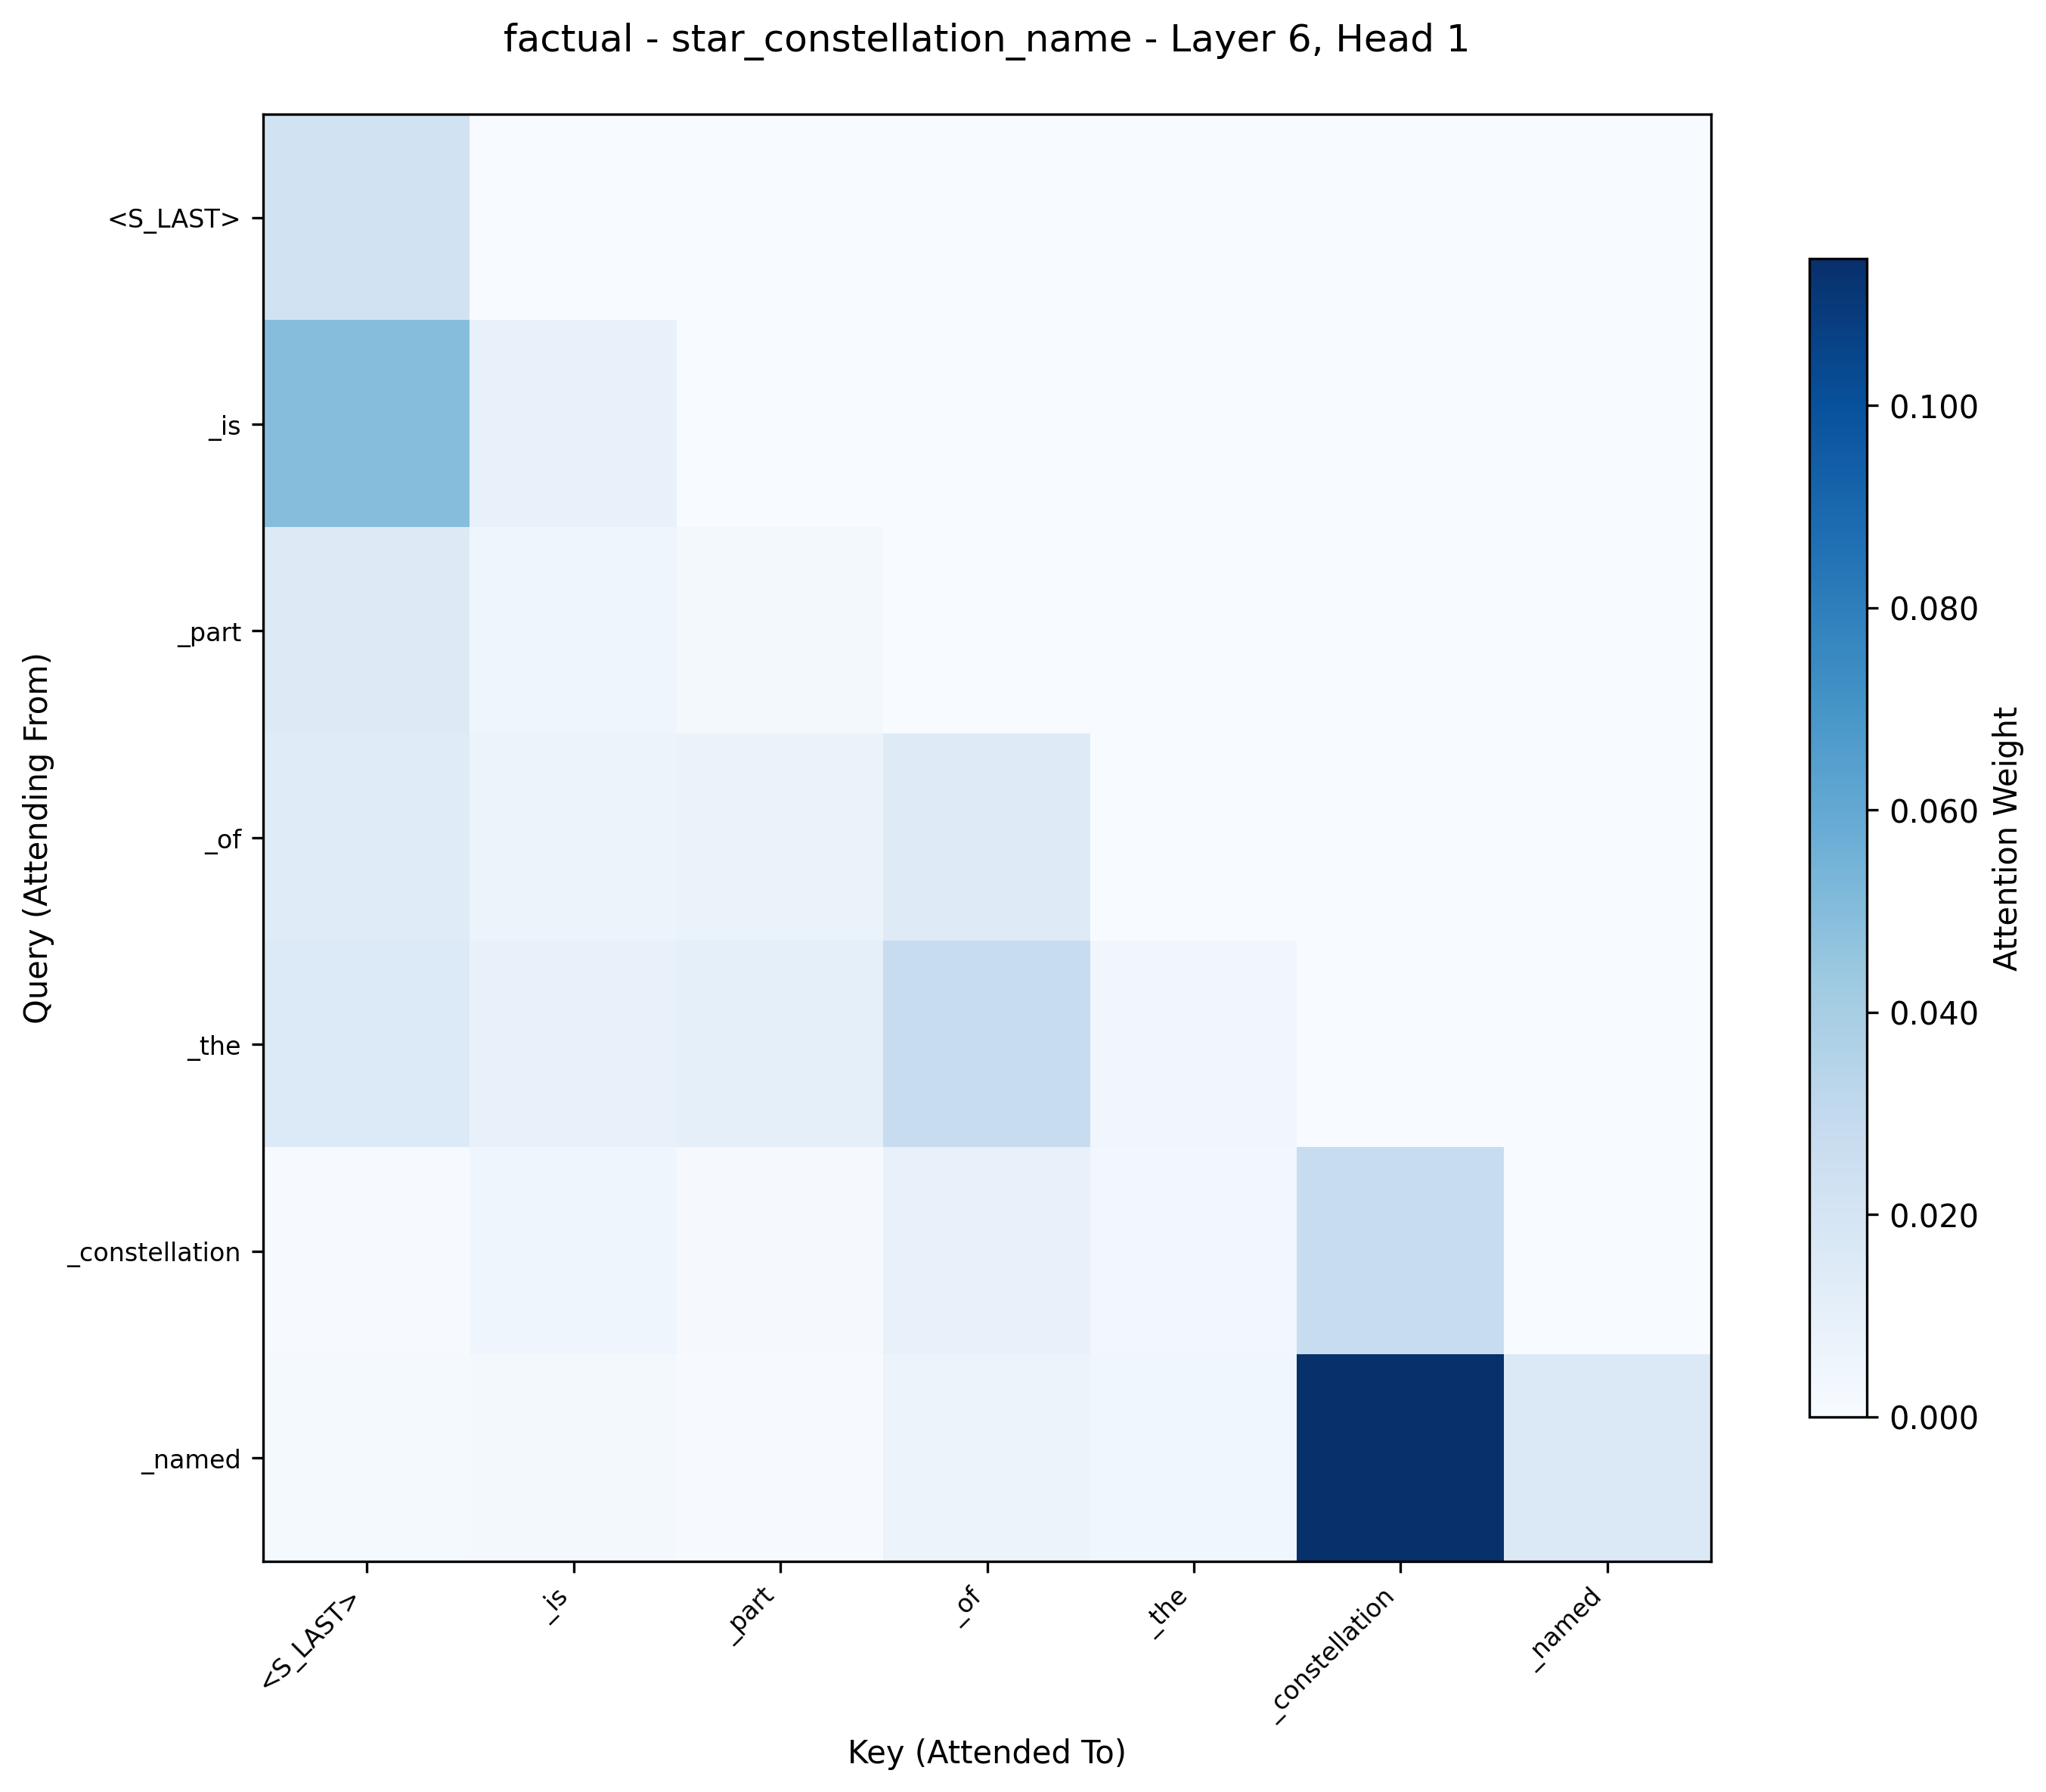 factual - star_constellation_name - Layer 6, Head 1
Query (Attending From)
<S_LAST>
_is
_part
_of
_the
_constellation
_named
<S_LAST>
_is
_part
_of
_the
_constellation
_named
Key (Attended To)
0.100
0.080
0.060
0.040
0.020
0.000
Attention Weight